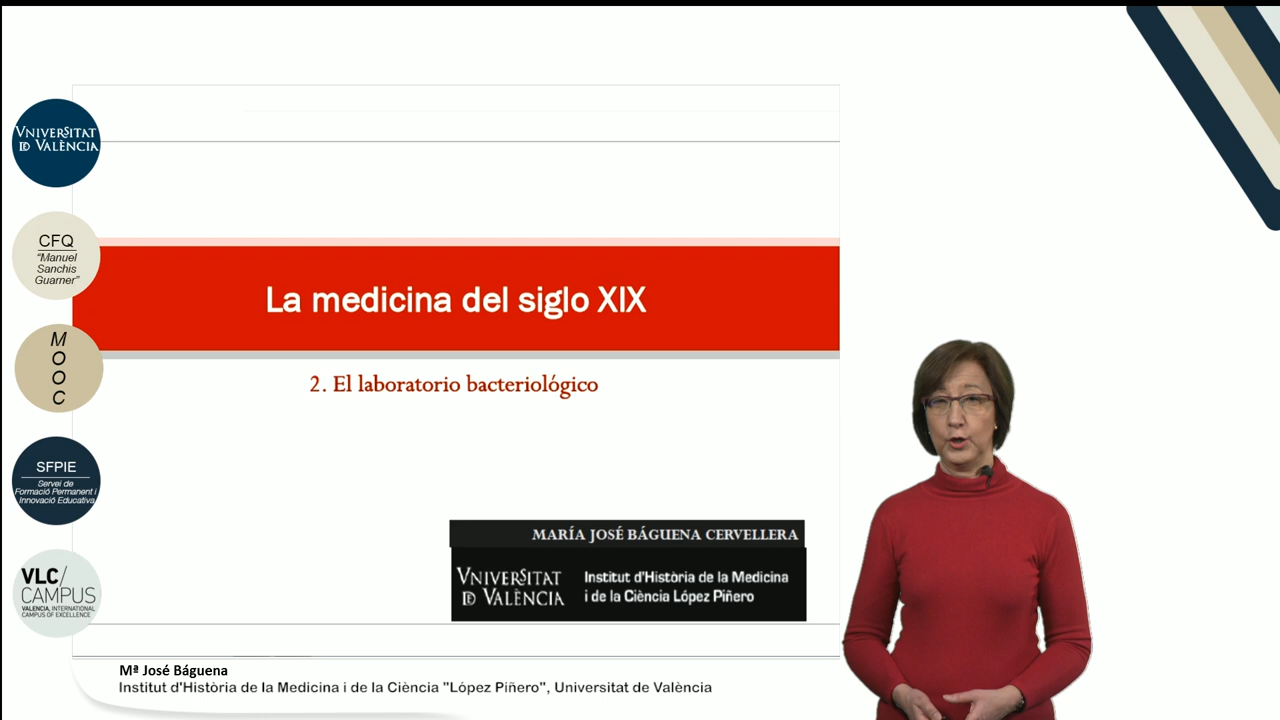 VNIVERSITAT
DE VALÈNCIA
CFQ
"Manuel
Sanchis
Guarner"
M
O
O
C
SFPIE
Servei de
Formació Permanent i
Innovació Educativa
VLC/
CAMPUS
VALENCIA, INTERNATIONAL
CAMPUS OF EXCELLENCE
La medicina del siglo XIX
2. El laboratorio bacteriológico
MARÍA JOSÉ BÁGUENA CERVELLERA
VNIVERSITAT
DE VALÈNCIA
Institut d'Història de la Medicina
i de la Ciència López Piñero
Mª José Báguena
Institut d'Història de la Medicina i de la Ciència "López Piñero", Universitat de València